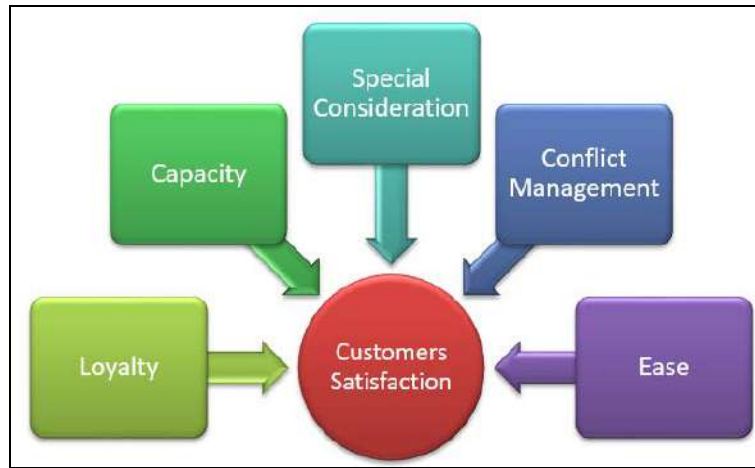 Special
Consideration
Capacity
Conflict
Management
Loyalty
Customers
Satisfaction
Ease